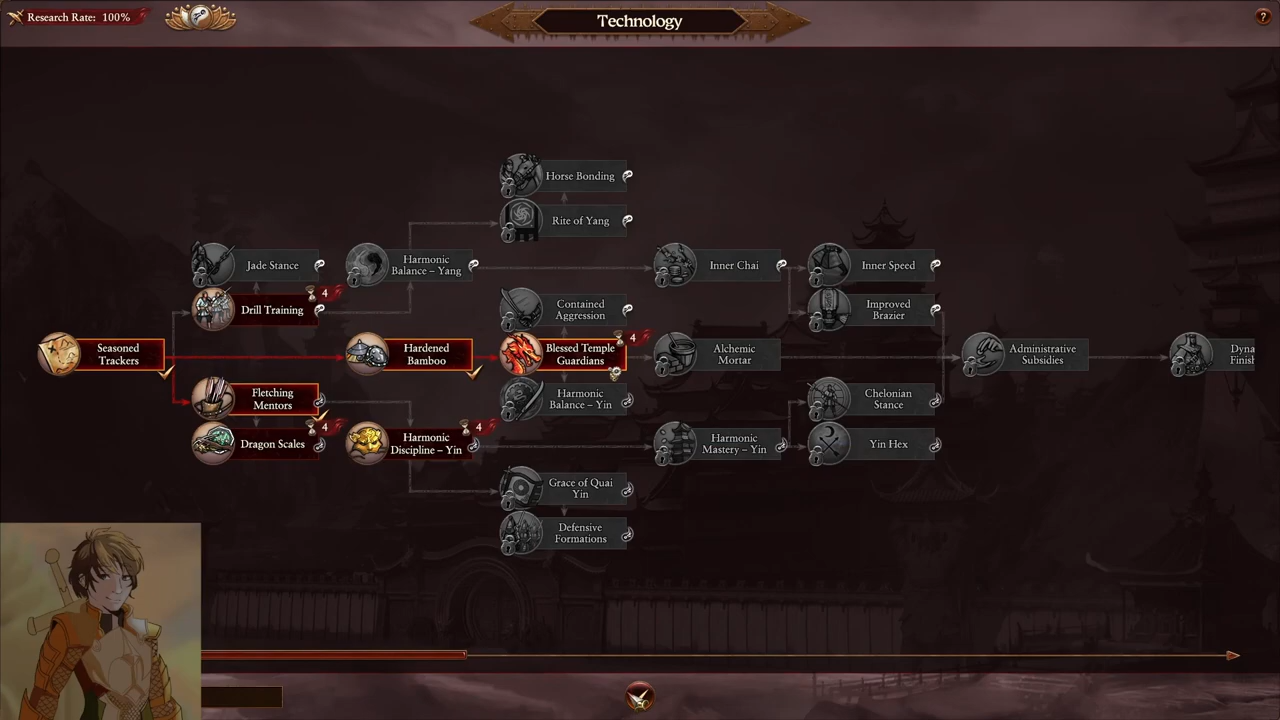 Research Rate: 100%
Technology
?
Horse Bonding
Rite of Yang
Jade Stance
Harmonic
Balance – Yang
Inner Chai
Inner Speed
4
Drill Training
Contained
Aggression
Improved
Brazier
4
Seasoned
Trackers
Hardened
Bamboo
Blessed Temple
Guardians
Alchemic
Mortar
Administrative
Subsidies
Dyna
Finish
Fletching
Mentors
Harmonic
Balance – Yin
Chelonian
Stance
4
4
Dragon Scales
Harmonic
Discipline – Yin
Harmonic
Mastery – Yin
Yin Hex
Grace of Quai
Yin
Defensive
Formations